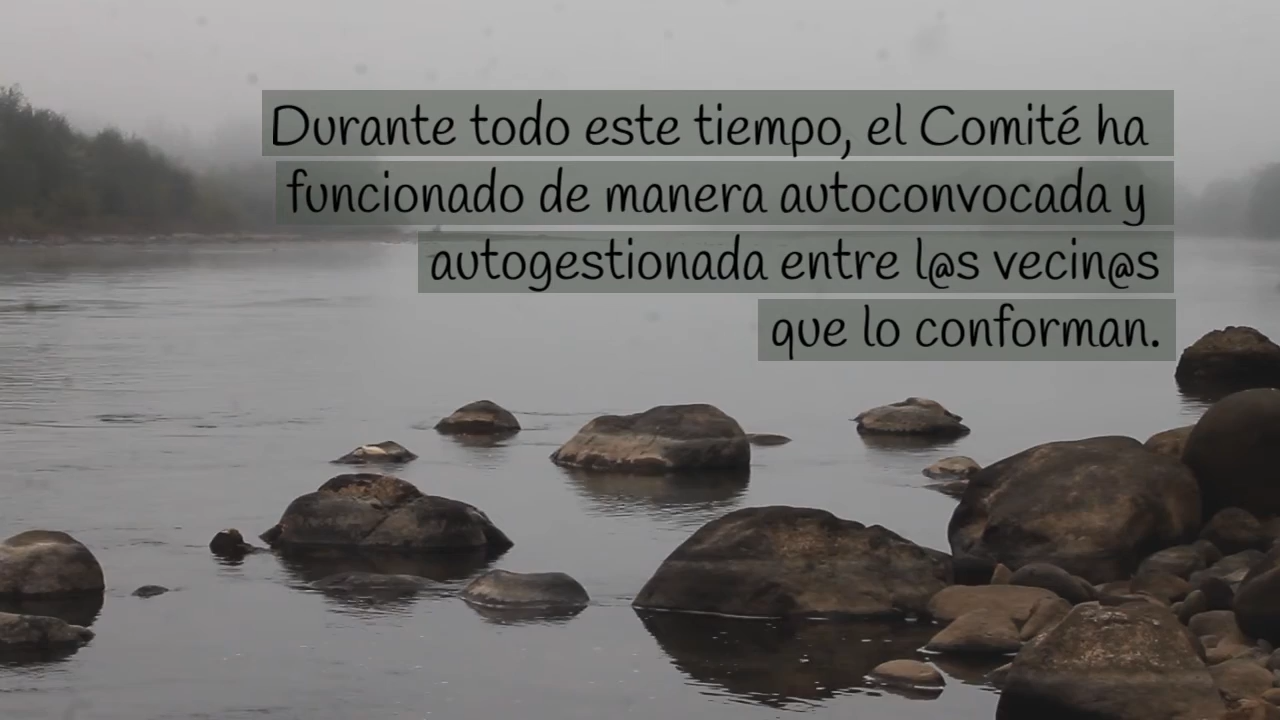 Durante todo este tiempo, el Comité ha
funcionado de manera autoconvocada y
autogestionada entre l@s vecin@s
que lo conforman.